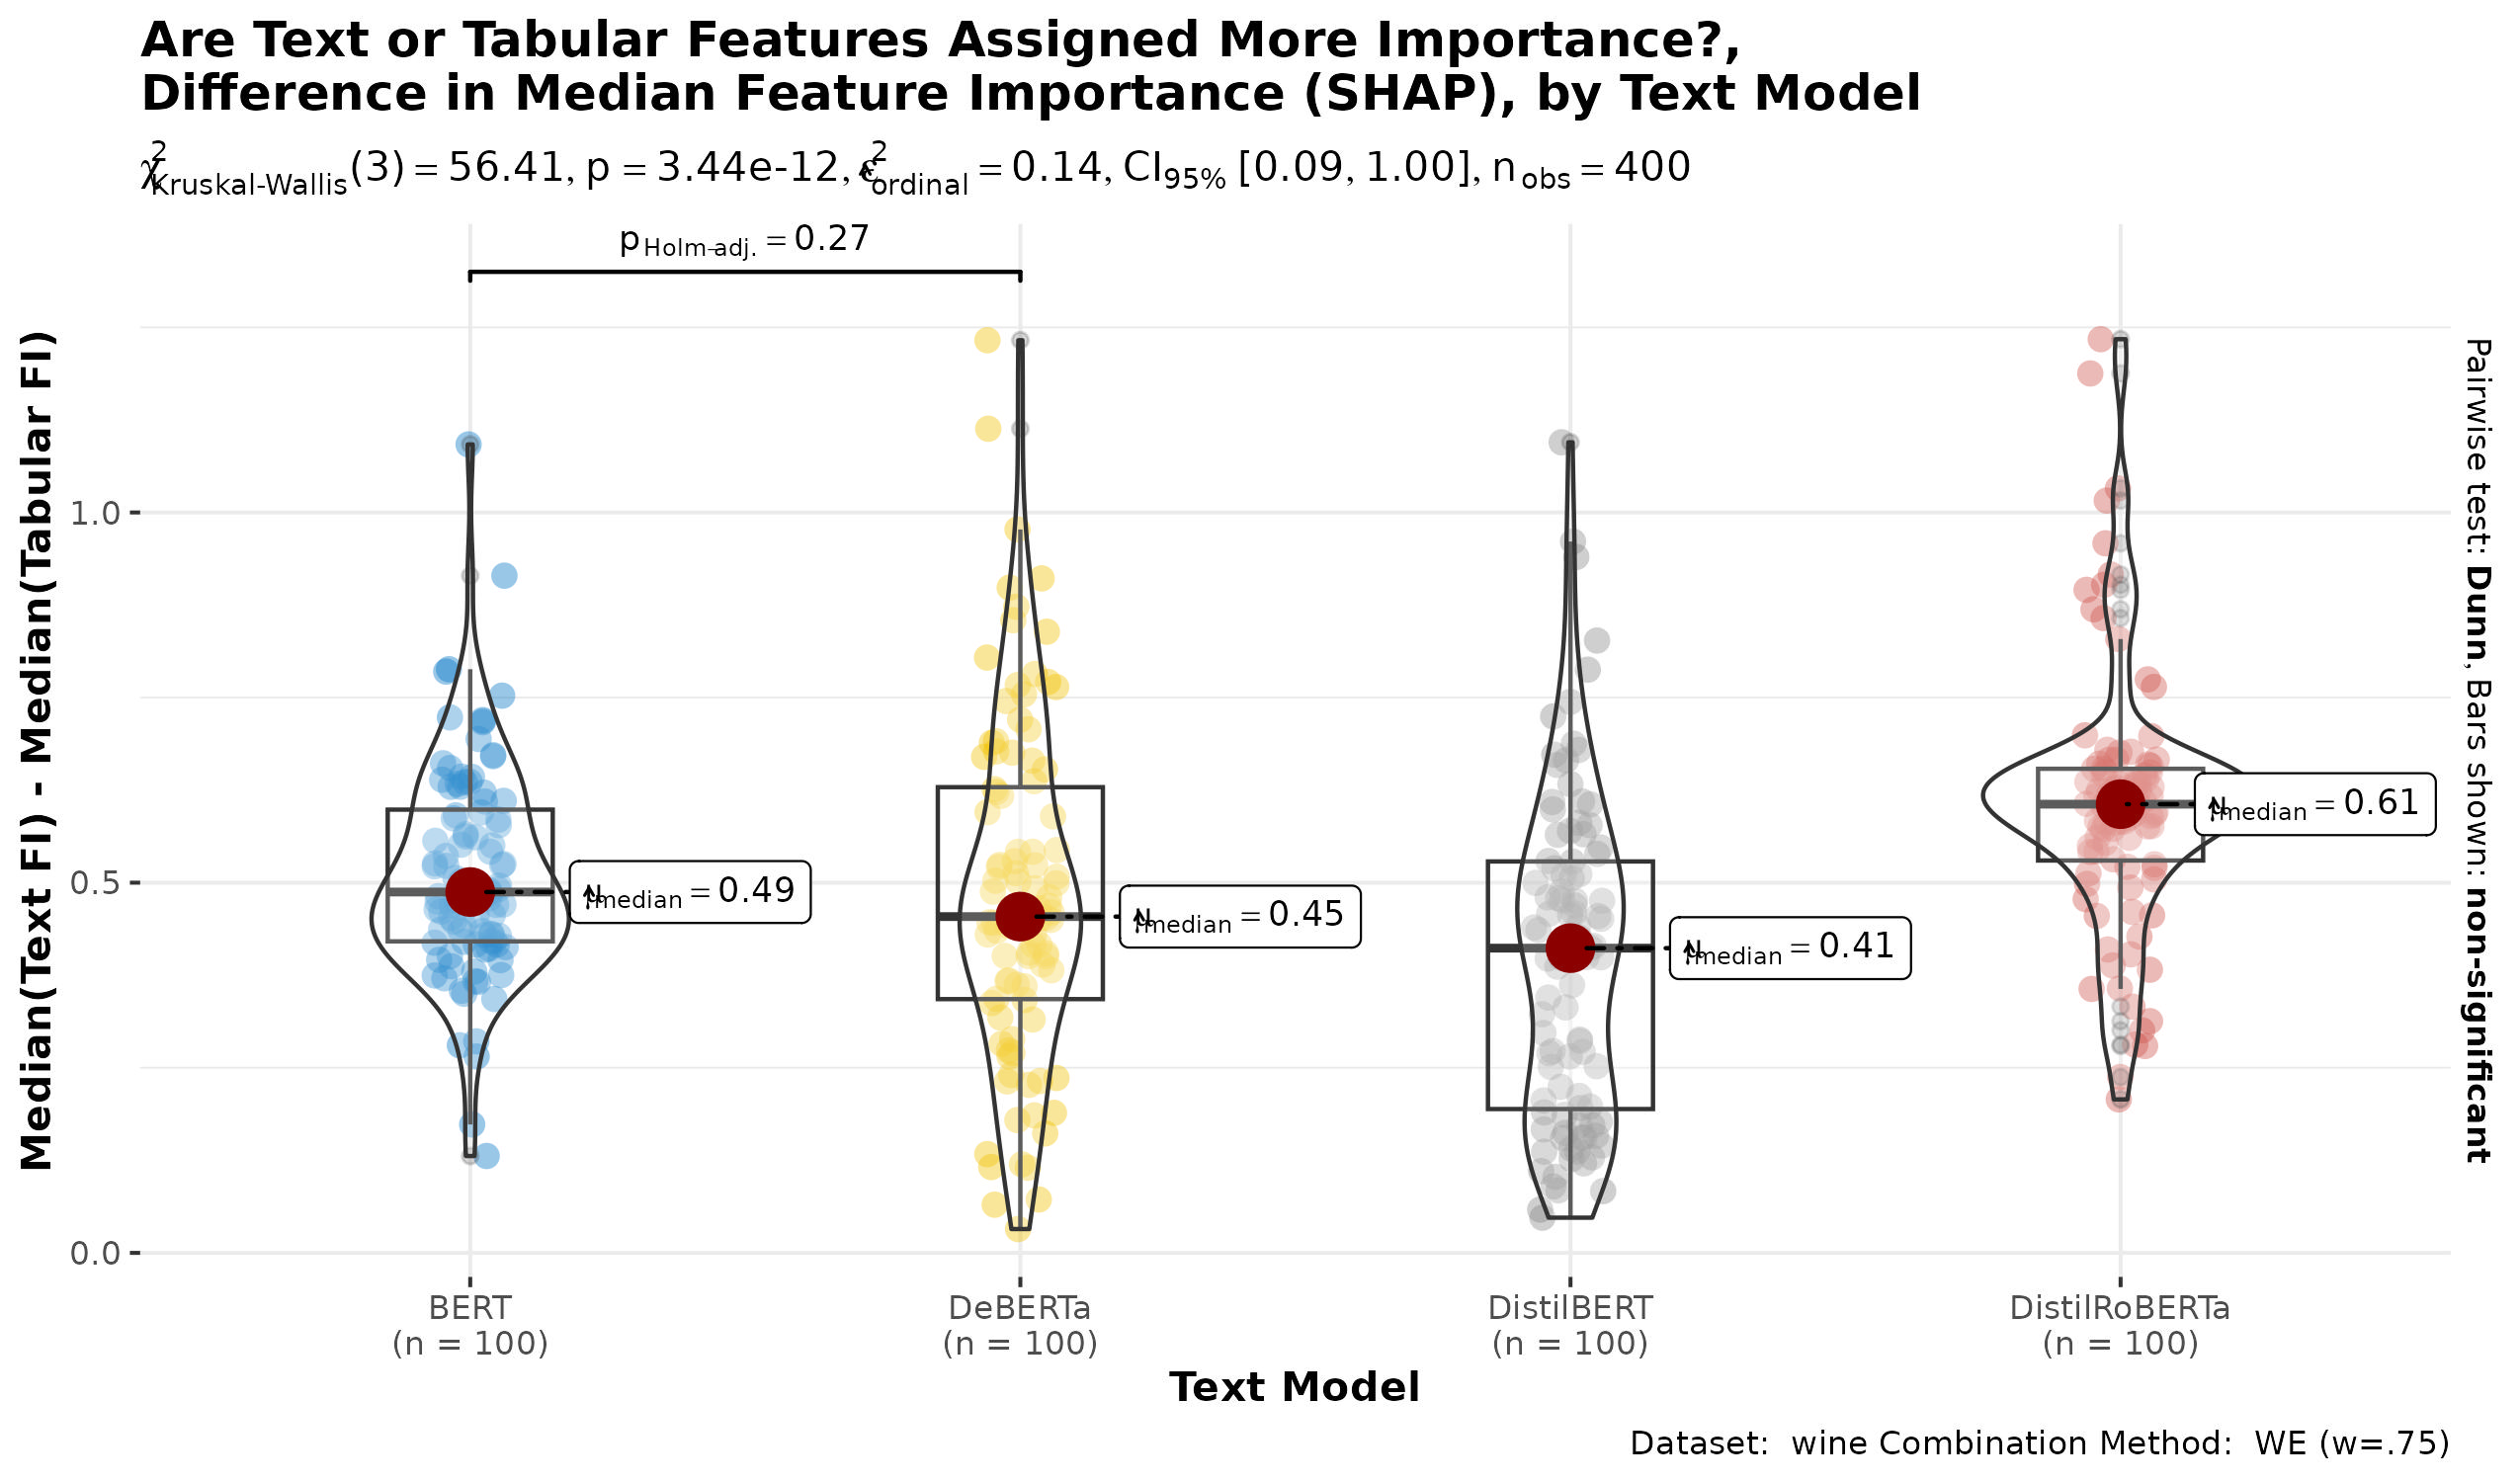 Are Text or Tabular Features Assigned More Importance?,
Difference in Median Feature Importance (SHAP), by Text Model
χ²Kruskal-Wallis(3) = 56.41, p = 3.44e-12, ε̂²ordinal = 0.14, CI95% [0.09, 1.00], nobs = 400
pHolm-adj. = 0.27
Median(Text FI) - Median(Tabular FI)
1.0
0.5
0.0
μ̂median = 0.49
μ̂median = 0.45
μ̂median = 0.41
μ̂median = 0.61
Pairwise test: Dunn, Bars shown: non-significant
BERT
(n = 100)
DeBERTa
(n = 100)
DistilBERT
(n = 100)
DistilRoBERTa
(n = 100)
Text Model
Dataset:  wine Combination Method:  WE (w=.75)